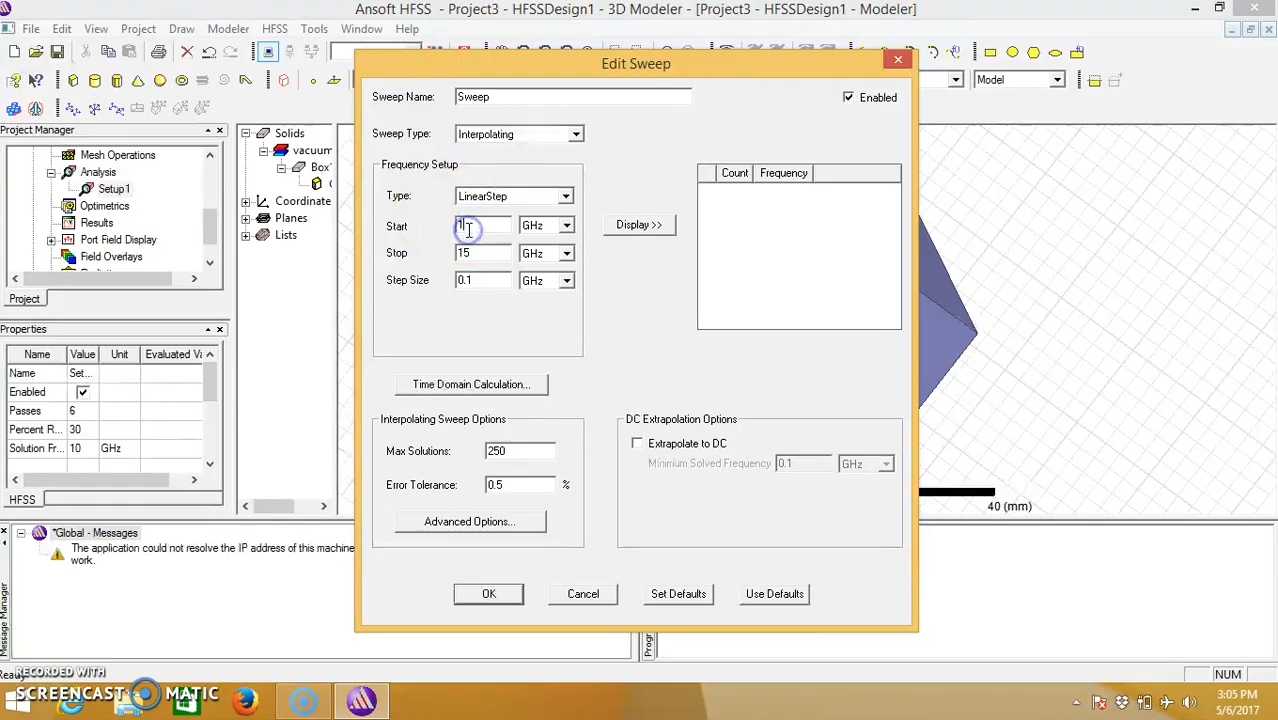 Ansoft HFSS - Project3 - HFSSDesign1 - 3D Modeler - [Project3 - HFSSDesign1 - Modeler]
File Edit View Project Draw Modeler HFSS Tools Window Help
Model
Project Manager
Mesh Operations
Analysis
Setup1
Optimetrics
Results
Port Field Display
Field Overlays
Project
Solids
vacuum
Box
Coordinate
Planes
Lists
Properties
Name Value Unit Evaluated Va
Name Set...
Enabled
Passes 6
Percent R... 30
Solution Fr... 10 GHz
HFSS
Edit Sweep
Sweep Name: Sweep
Enabled
Sweep Type: Interpolating
Frequency Setup
Type: LinearStep
Start 1 GHz
Stop 15 GHz
Step Size 0.1 GHz
Display >>
Count Frequency
Time Domain Calculation...
Interpolating Sweep Options
Max Solutions: 250
Error Tolerance: 0.5 %
Advanced Options...
DC Extrapolation Options
Extrapolate to DC
Minimum Solved Frequency 0.1 GHz
OK Cancel Set Defaults Use Defaults
40 (mm)
*Global - Messages
The application could not resolve the IP address of this machine
work.
Message Manager
Progr
Ready
NUM
RECORDED WITH
SCREENCAST MATIC
3:05 PM
5/6/2017